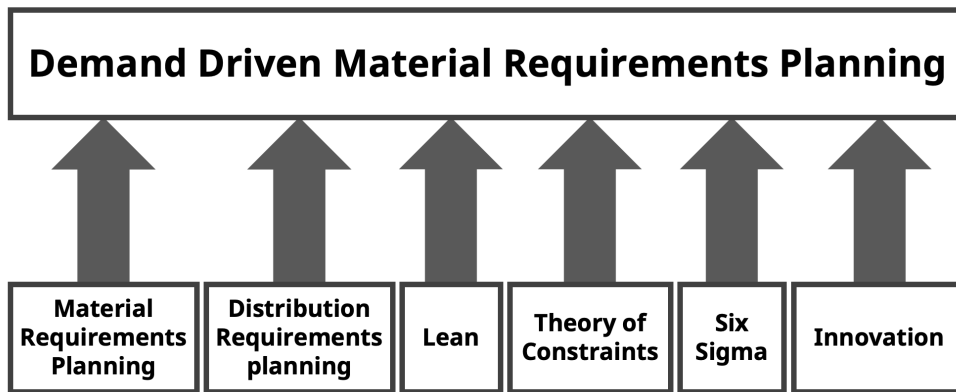 Demand Driven Material Requirements Planning
Material
Requirements
Planning
Distribution
Requirements
planning
Lean
Theory of
Constraints
Six
Sigma
Innovation